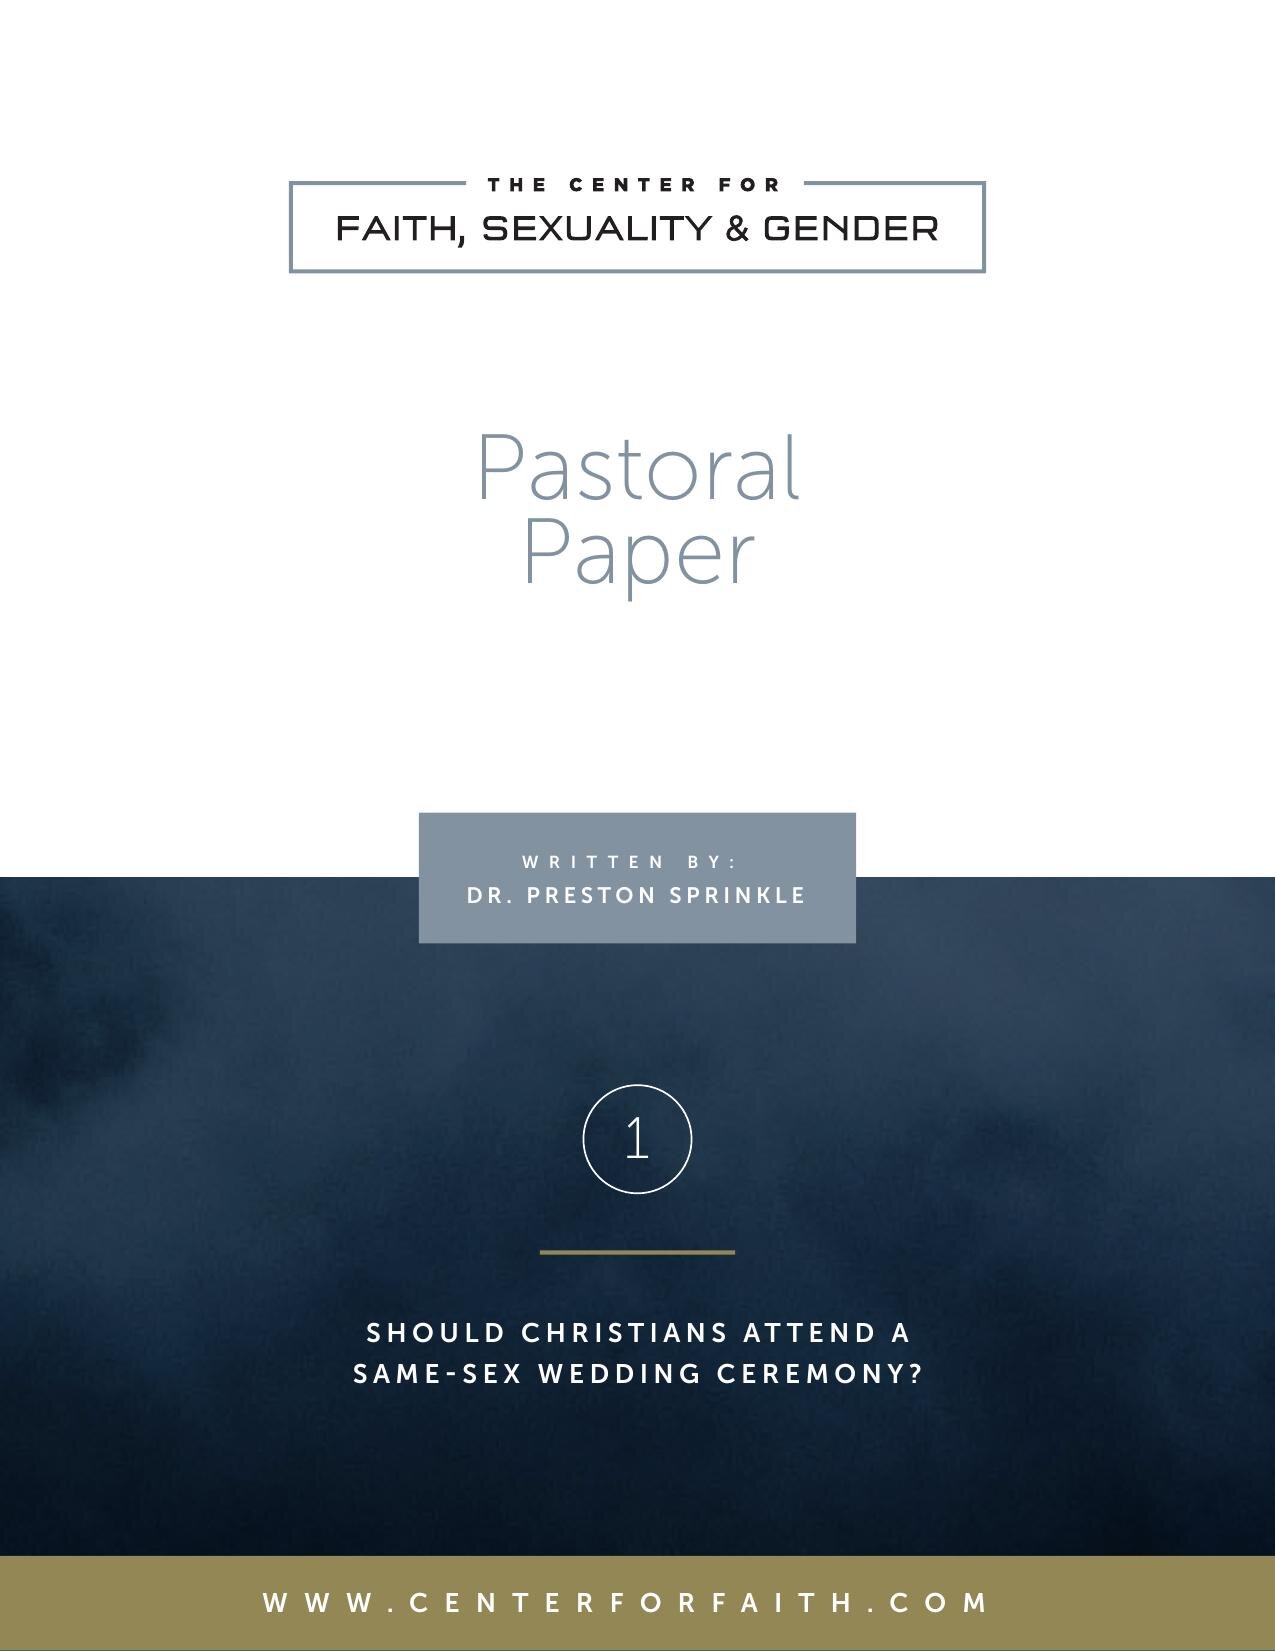 THE CENTER FOR
FAITH, SEXUALITY & GENDER
Pastoral
Paper
WRITTEN BY:
DR. PRESTON SPRINKLE
1
SHOULD CHRISTIANS ATTEND A
SAME-SEX WEDDING CEREMONY?
WWW.CENTERFORFAITH.COM